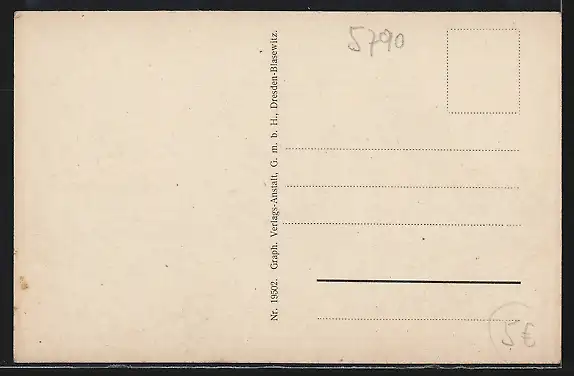 5790
Nr. 19502. Graph. Verlags-Anstalt, G. m. b. H., Dresden-Blasewitz.
5€